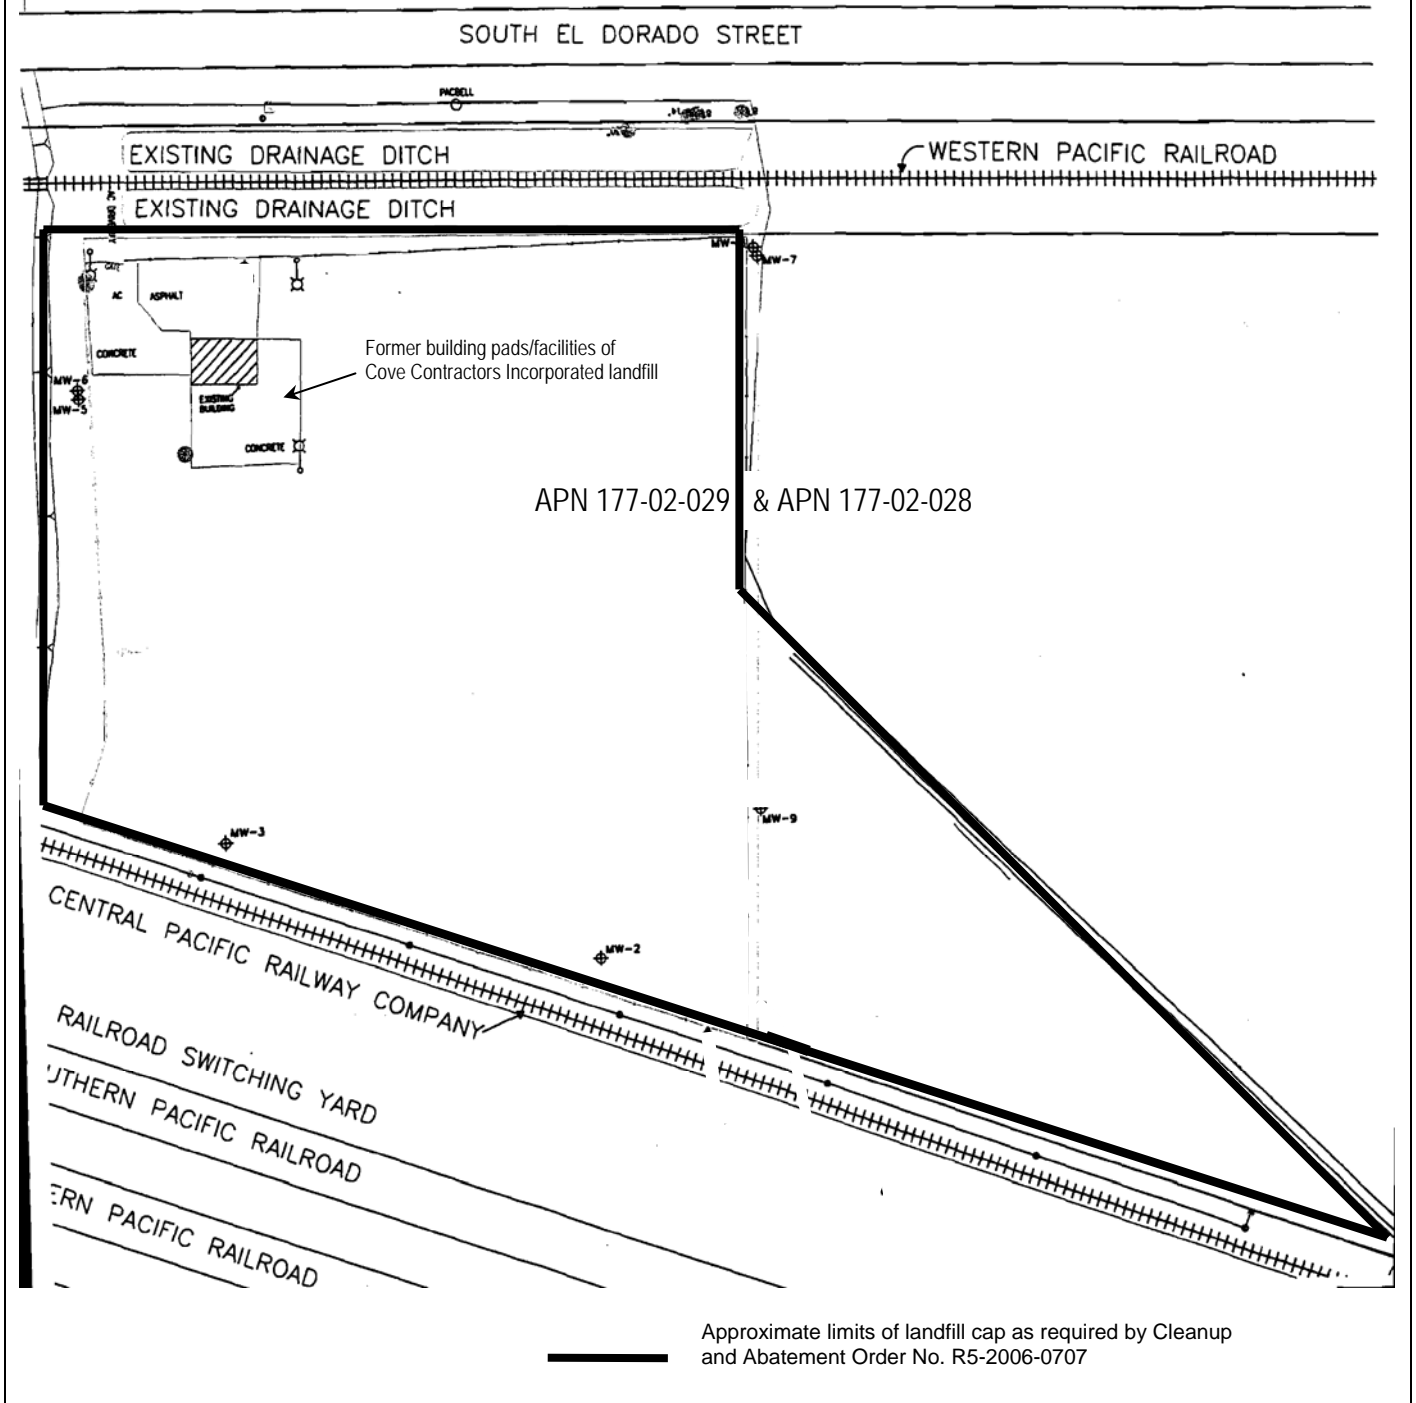 SOUTH EL DORADO STREET
PACBELL
EXISTING DRAINAGE DITCH
WESTERN PACIFIC RAILROAD
EXISTING DRAINAGE DITCH
MW-
MW-7
AC
ASPHALT
CONCRETE
Former building pads/facilities of
Cove Contractors Incorporated landfill
MW-6
MW-5
EXISTING
BUILDING
CONCRETE
APN 177-02-029 & APN 177-02-028
MW-9
MW-3
MW-2
CENTRAL PACIFIC RAILWAY COMPANY
RAILROAD SWITCHING YARD
UTHERN PACIFIC RAILROAD
ERN PACIFIC RAILROAD
Approximate limits of landfill cap as required by Cleanup
and Abatement Order No. R5-2006-0707